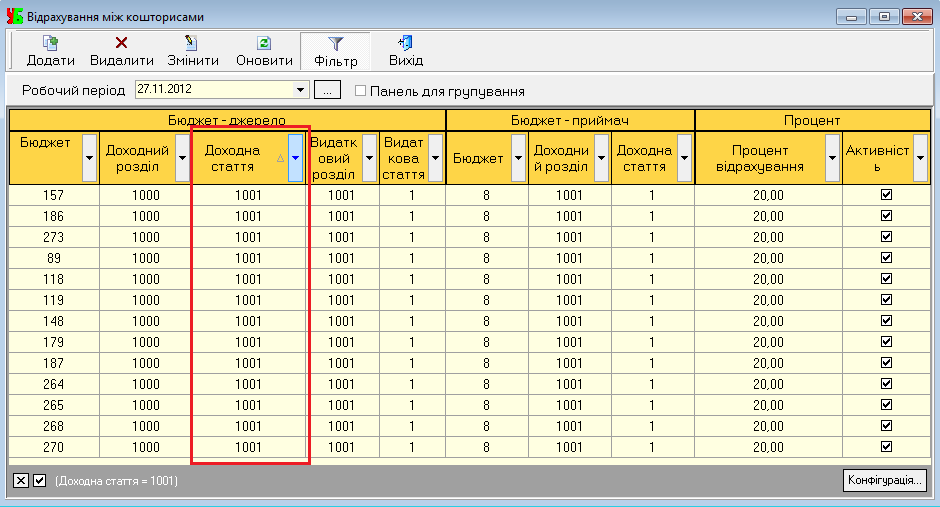 УБ Відрахування між кошторисами
Додати Видалити Змінити Оновити Фільтр Вихід
Робочий період 27.11.2012 ... Панель для групування
Бюджет - джерело Бюджет - приймач Процент
Бюджет Доходний розділ Доходна стаття Видатковий розділ Видаткова стаття Бюджет Доходний розділ Доходна стаття Процент відрахування Активність
157 1000 1001 1001 1 8 1001 1 20,00
186 1000 1001 1001 1 8 1001 1 20,00
273 1000 1001 1001 1 8 1001 1 20,00
89 1000 1001 1001 1 8 1001 1 20,00
118 1000 1001 1001 1 8 1001 1 20,00
119 1000 1001 1001 1 8 1001 1 20,00
148 1000 1001 1001 1 8 1001 1 20,00
179 1000 1001 1001 1 8 1001 1 20,00
187 1000 1001 1001 1 8 1001 1 20,00
264 1000 1001 1001 1 8 1001 1 20,00
265 1000 1001 1001 1 8 1001 1 20,00
268 1000 1001 1001 1 8 1001 1 20,00
270 1000 1001 1001 1 8 1001 1 20,00
(Доходна стаття = 1001) Конфігурація...